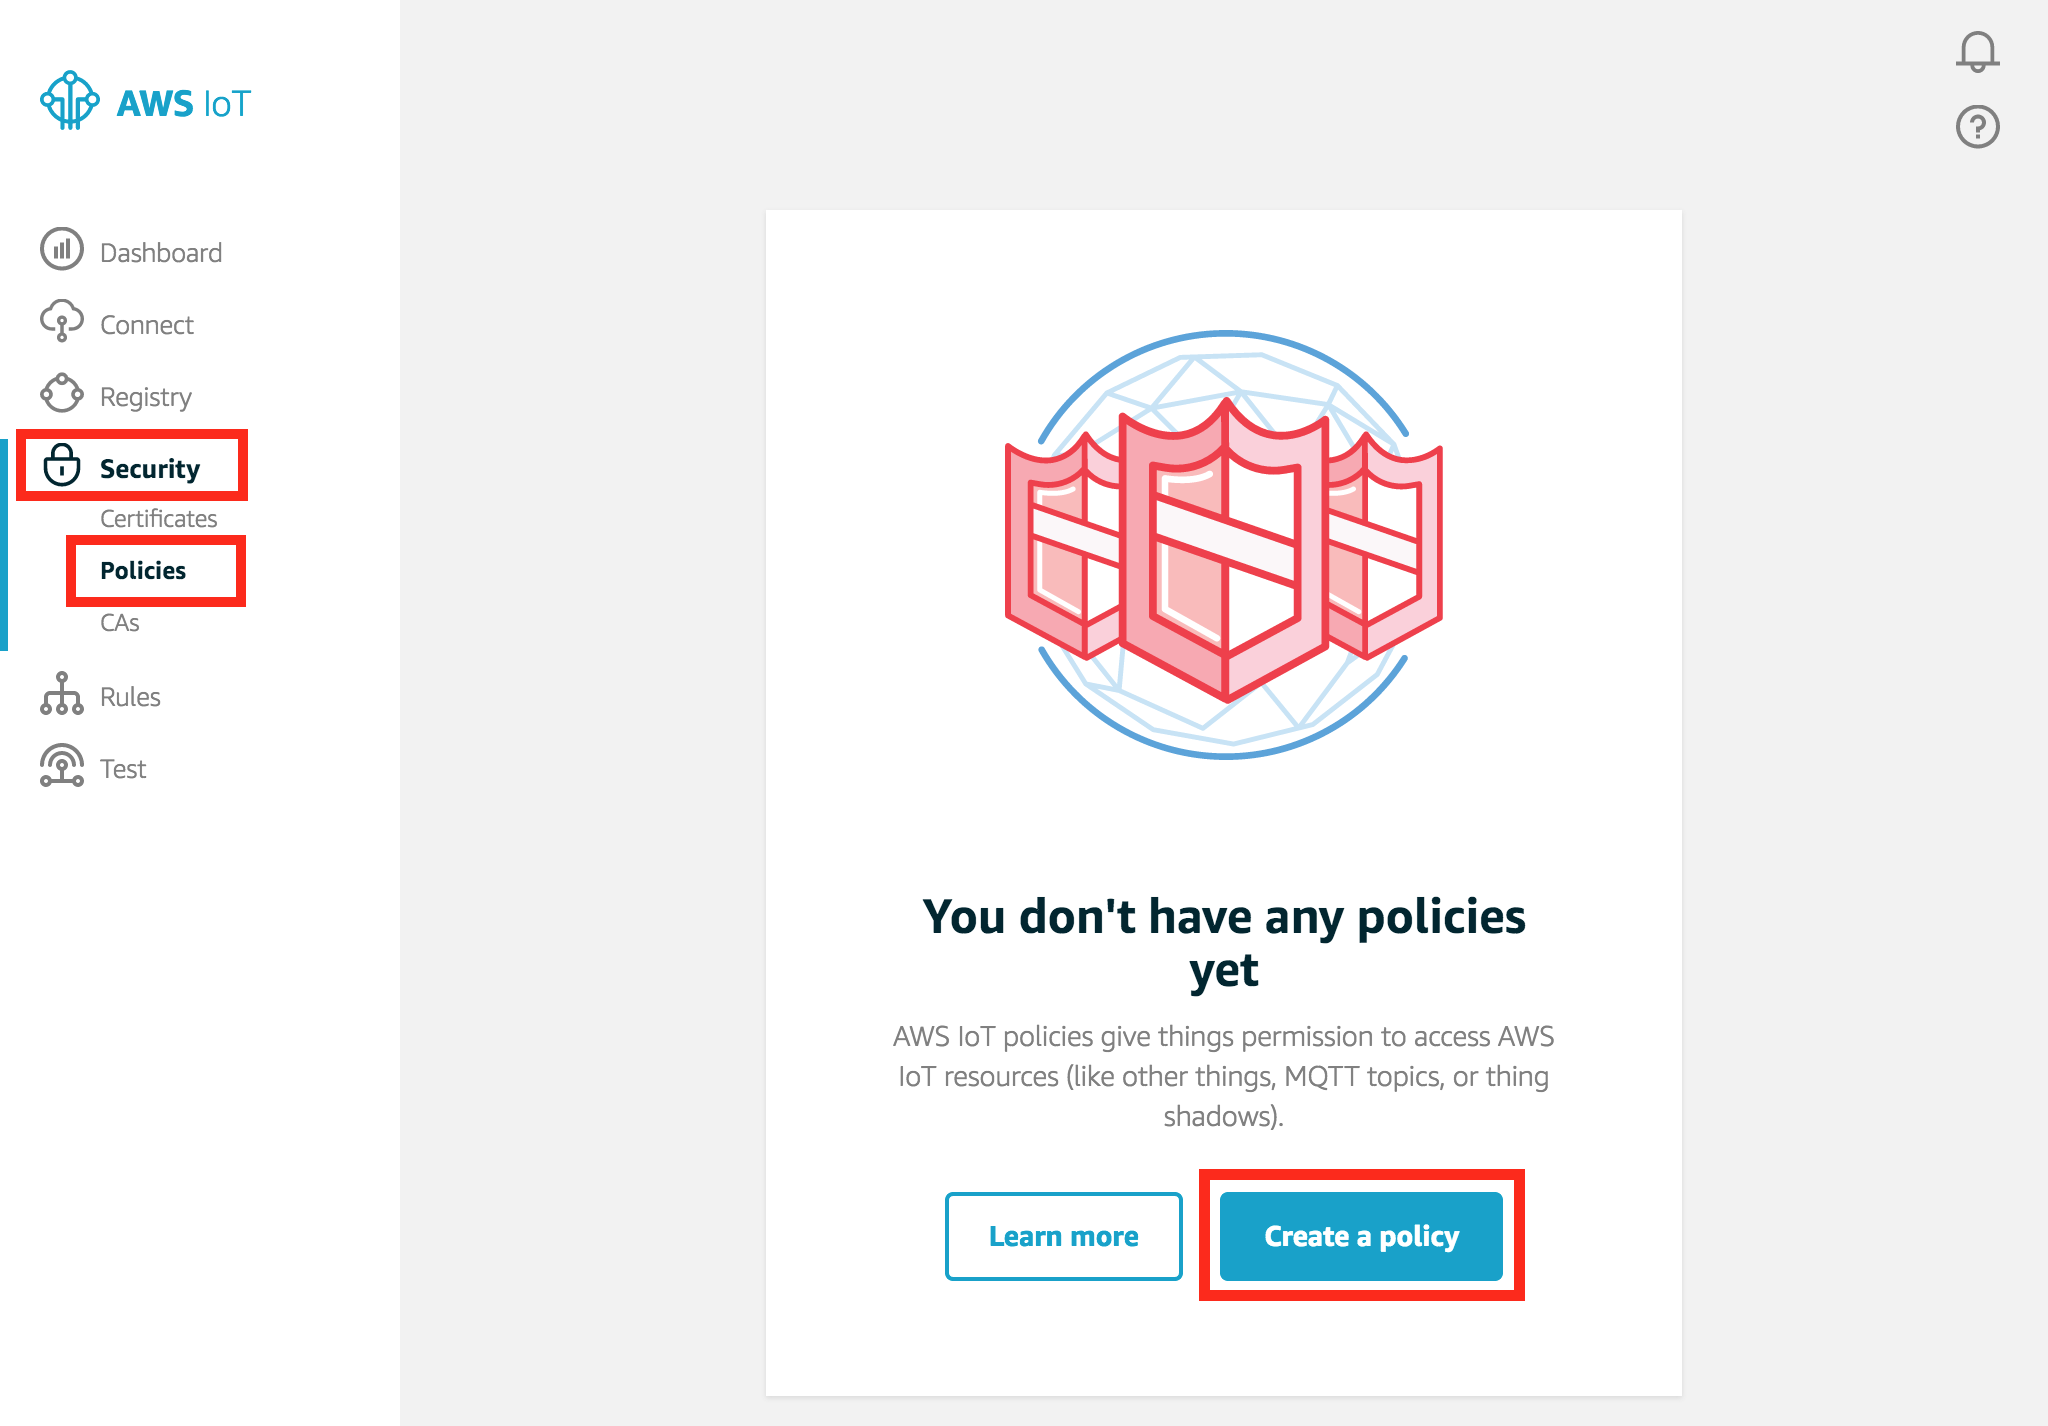 AWS IoT
Dashboard
Connect
Registry
Security
Certificates
Policies
CAs
Rules
Test
You don't have any policies
yet
AWS IoT policies give things permission to access AWS
IoT resources (like other things, MQTT topics, or thing
shadows).
Learn more
Create a policy